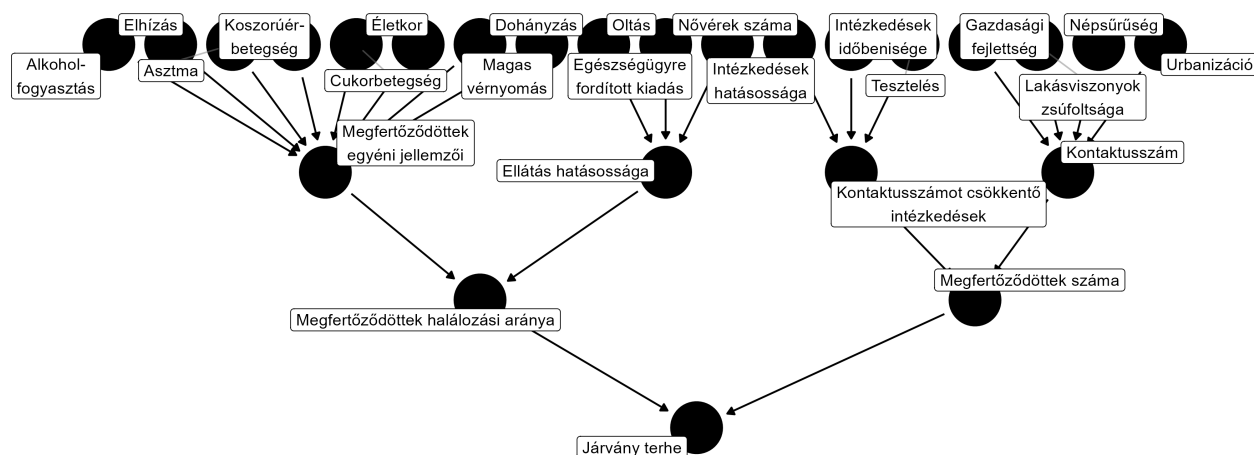 Elhízás
Koszorúér-
betegség
Életkor
Dohányzás
Oltás
Nővérek száma
Intézkedések
időbenisége
Gazdasági
fejlettség
Népsűrűség
Alkohol-
fogyasztás
Asztma
Cukorbetegség
Magas
vérnyomás
Egészségügyre
fordított kiadás
Intézkedések
hatásossága
Tesztelés
Lakásviszonyok
zsúfoltsága
Urbanizáció
Megfertőződöttek
egyéni jellemzői
Ellátás hatásossága
Kontaktusszámot csökkentő
intézkedések
Kontaktusszám
Megfertőződöttek halálozási aránya
Megfertőződöttek száma
Járvány terhe